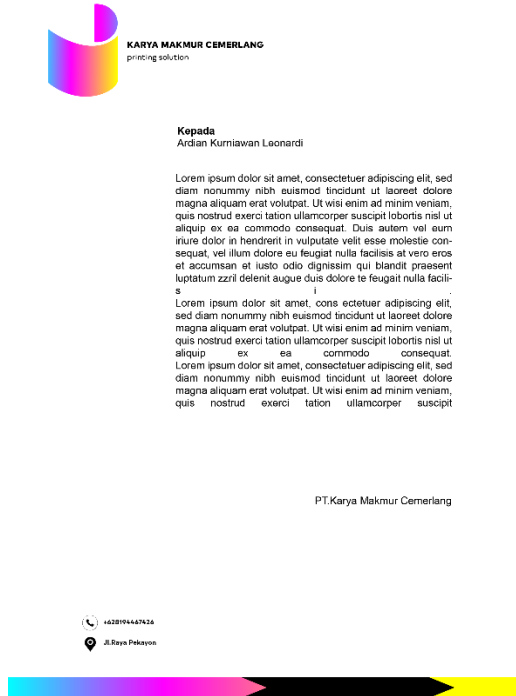 KARYA MAKMUR CEMERLANG
printing solution
Kepada
Ardian Kurniawan Leonardi
Lorem ipsum dolor sit amet, consectetuer adipiscing elit, sed
diam nonummy nibh euismod tincidunt ut laoreet dolore
magna aliquam erat volutpat. Ut wisi enim ad minim veniam,
quis nostrud exerci tation ullamcorper suscipit lobortis nisl ut
aliquip ex ea commodo consequat. Duis autem vel eum
iriure dolor in hendrerit in vulputate velit esse molestie con-
sequat, vel illum dolore eu feugiat nulla facilisis at vero eros
et accumsan et iusto odio dignissim qui blandit praesent
luptatum zzril delenit augue duis dolore te feugait nulla facili-
s i .
Lorem ipsum dolor sit amet, cons ectetuer adipiscing elit,
sed diam nonummy nibh euismod tincidunt ut laoreet dolore
magna aliquam erat volutpat. Ut wisi enim ad minim veniam,
quis nostrud exerci tation ullamcorper suscipit lobortis nisl ut
aliquip ex ea commodo consequat.
Lorem ipsum dolor sit amet, consectetuer adipiscing elit, sed
diam nonummy nibh euismod tincidunt ut laoreet dolore
magna aliquam erat volutpat. Ut wisi enim ad minim veniam,
quis nostrud exerci tation ullamcorper suscipit
PT.Karya Makmur Cemerlang
+628194467426
Jl.Raya Pekayon